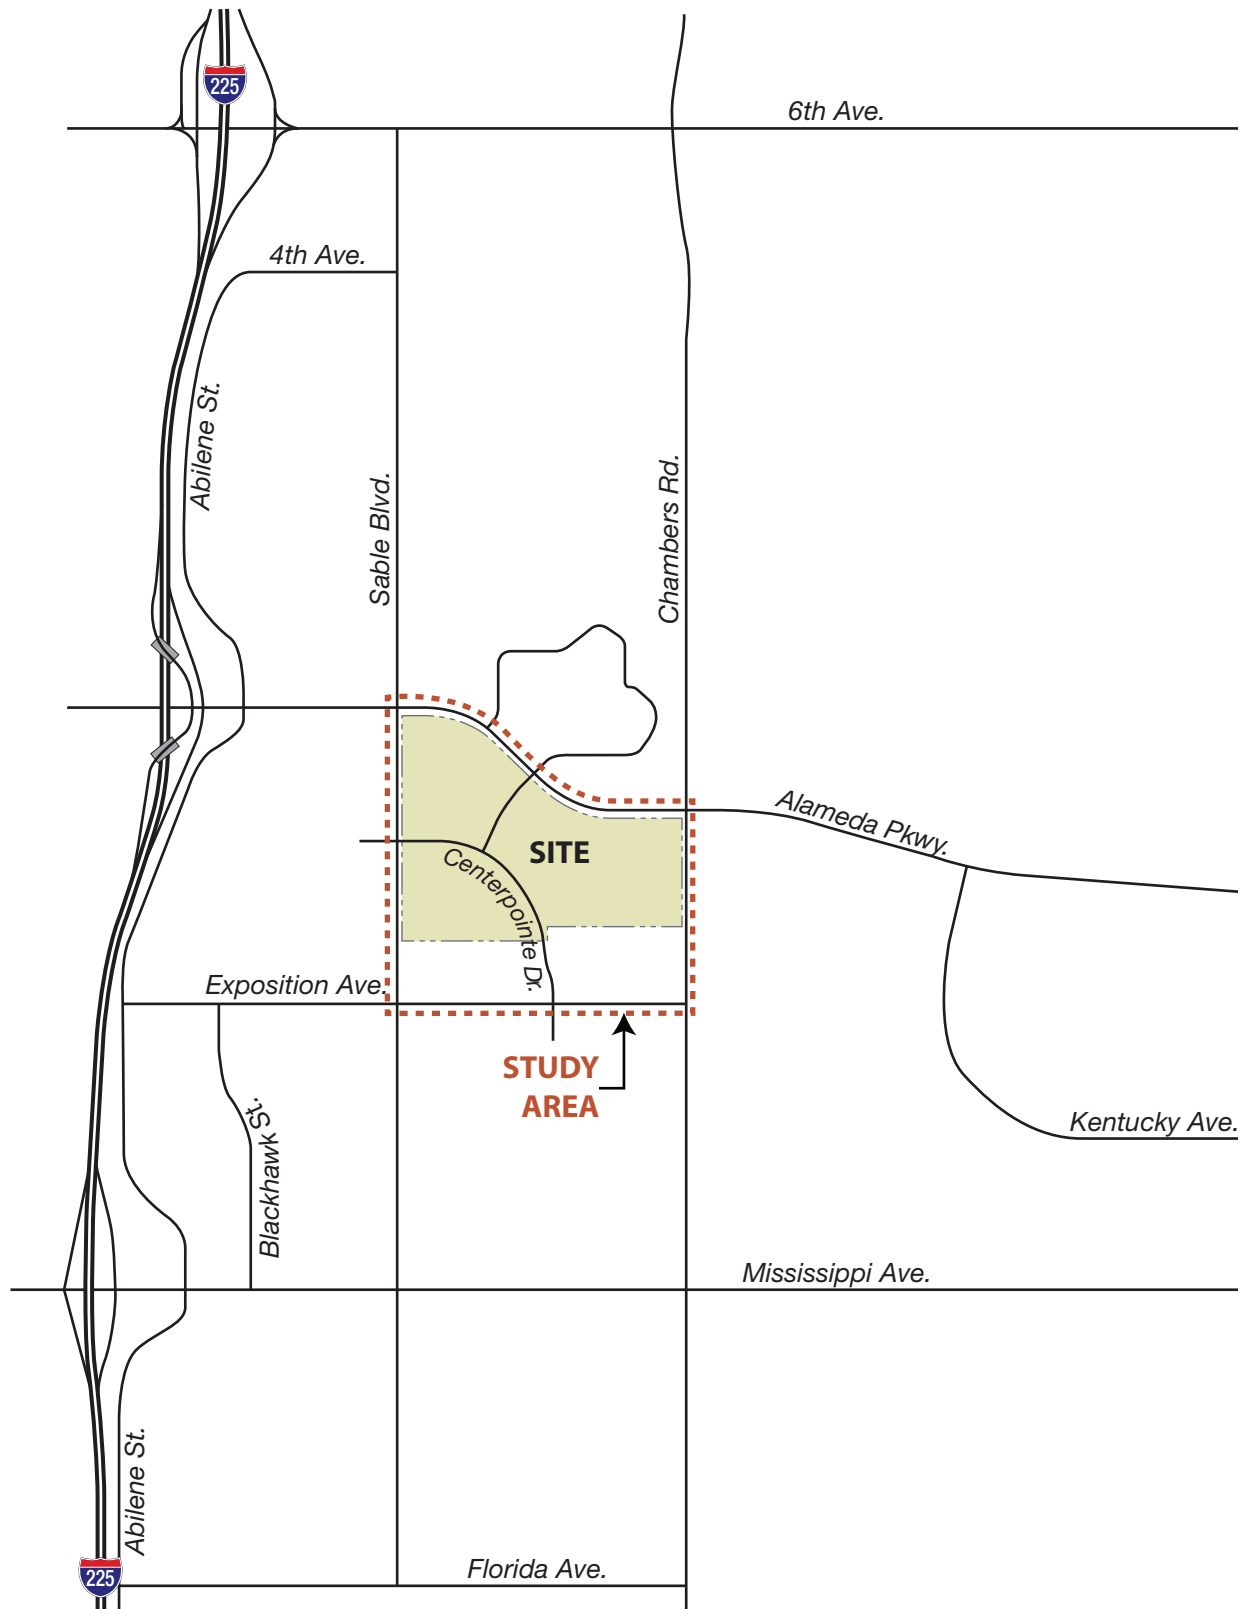 225
6th Ave.
4th Ave.
Abilene St.
Sable Blvd.
Chambers Rd.
Alameda Pkwy.
SITE
Centerpointe Dr.
Exposition Ave.
STUDY
AREA
Blackhawk St.
Kentucky Ave.
Mississippi Ave.
Abilene St.
Florida Ave.
225